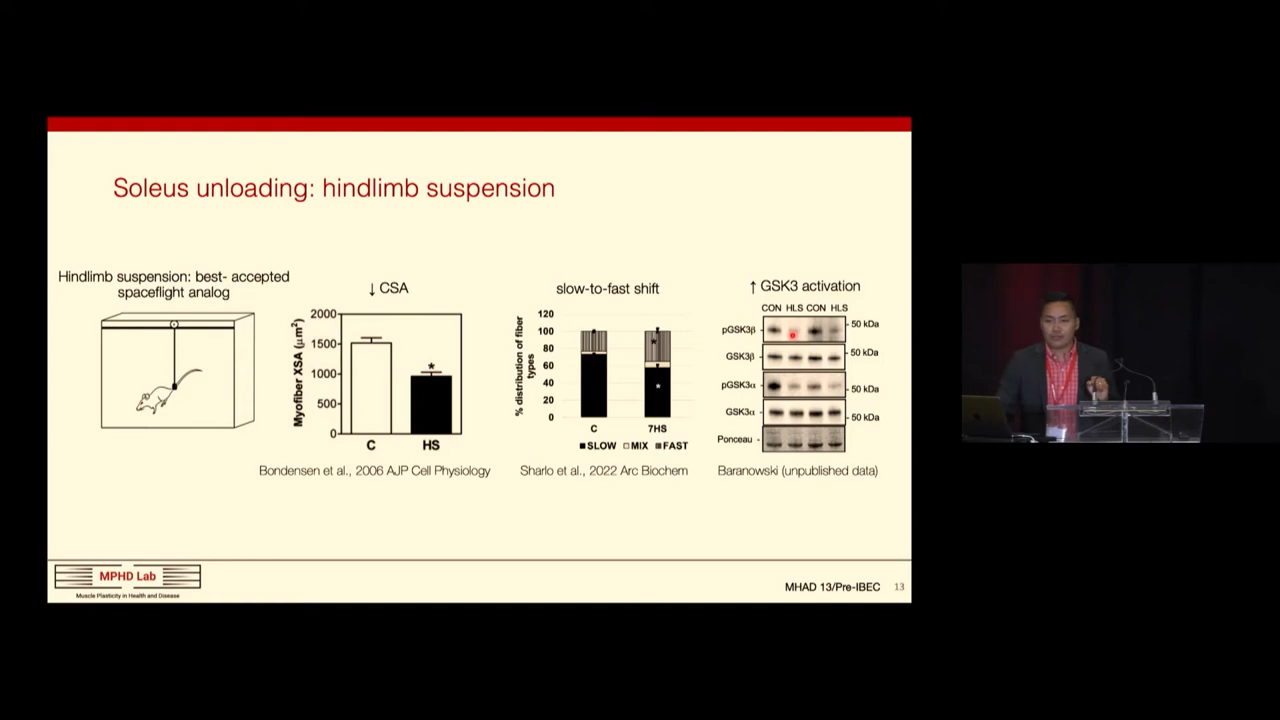 Soleus unloading: hindlimb suspension
Hindlimb suspension: best- accepted
spaceflight analog
↓ CSA
Myofiber XSA (μm²)
2000
1500
1000
500
0
*
C
HS
Bondensen et al., 2006 AJP Cell Physiology
slow-to-fast shift
% distribution of fiber
types
120
100
80
60
40
20
0
*
*
C
7HS
SLOW MIX FAST
Sharlo et al., 2022 Arc Biochem
↑ GSK3 activation
CON HLS CON HLS
pGSK3β - 50 kDa
GSK3β - 50 kDa
pGSK3α - 50 kDa
GSK3α - 50 kDa
Ponceau -
Baranowski (unpublished data)
MPHD Lab
Muscle Plasticity in Health and Disease
MHAD 13/Pre-IBEC 13